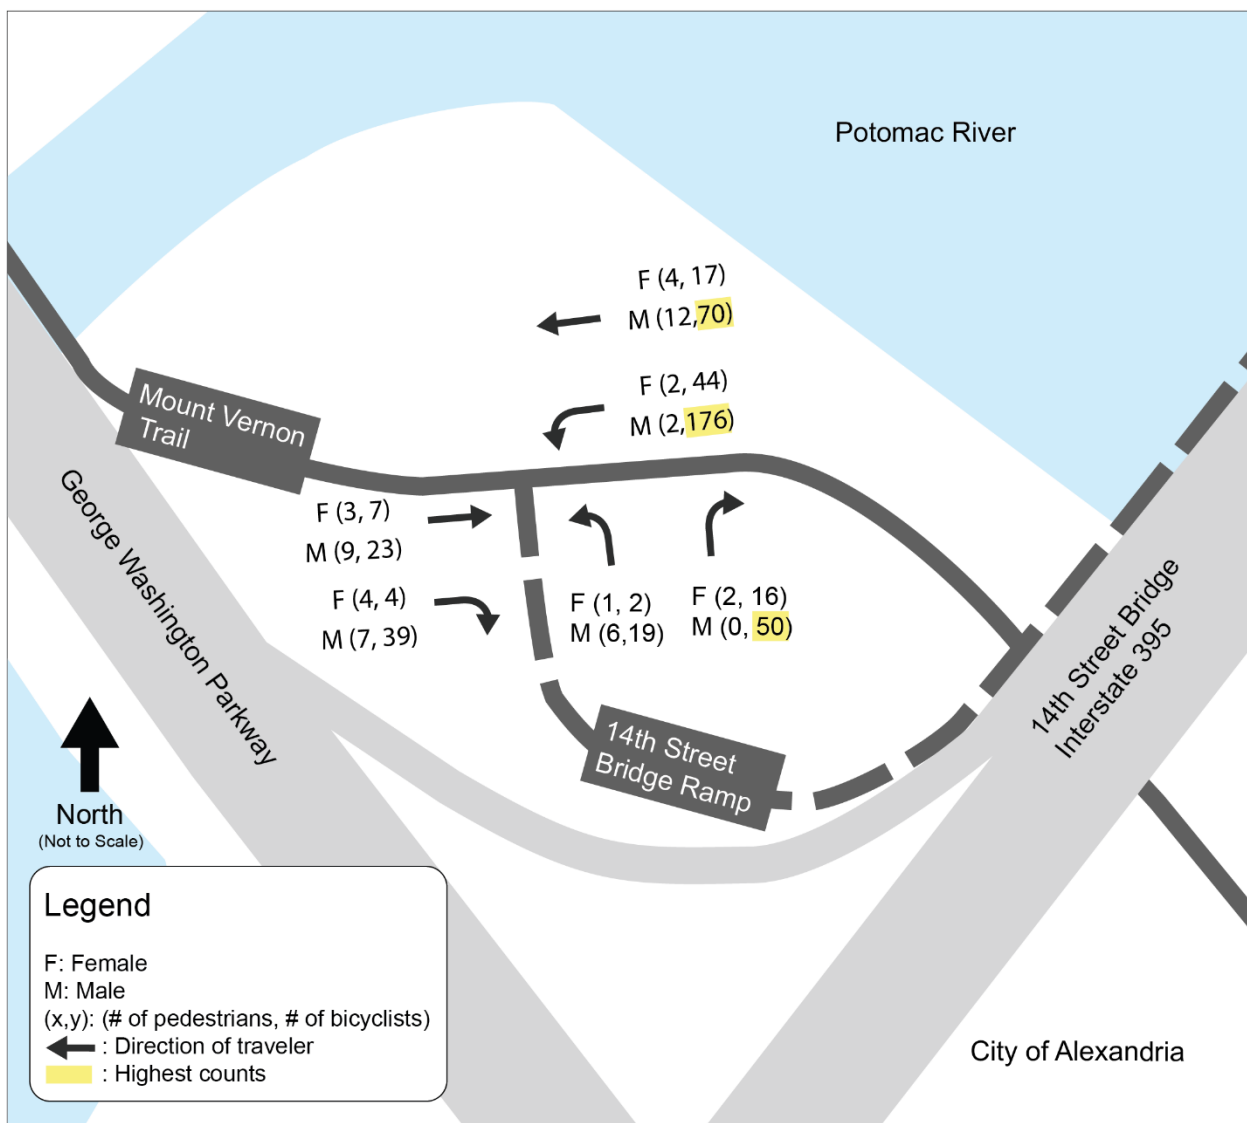 Potomac River
F (4, 17)
M (12,70)
F (2, 44)
M (2,176)
Mount Vernon
Trail
F (3, 7)
M (9, 23)
F (4, 4)
M (7, 39)
F (1, 2)
M (6,19)
F (2, 16)
M (0, 50)
George Washington Parkway
14th Street Bridge
Interstate 395
14th Street
Bridge Ramp
North
(Not to Scale)
Legend
F: Female
M: Male
(x,y): (# of pedestrians, # of bicyclists)
: Direction of traveler
: Highest counts
City of Alexandria